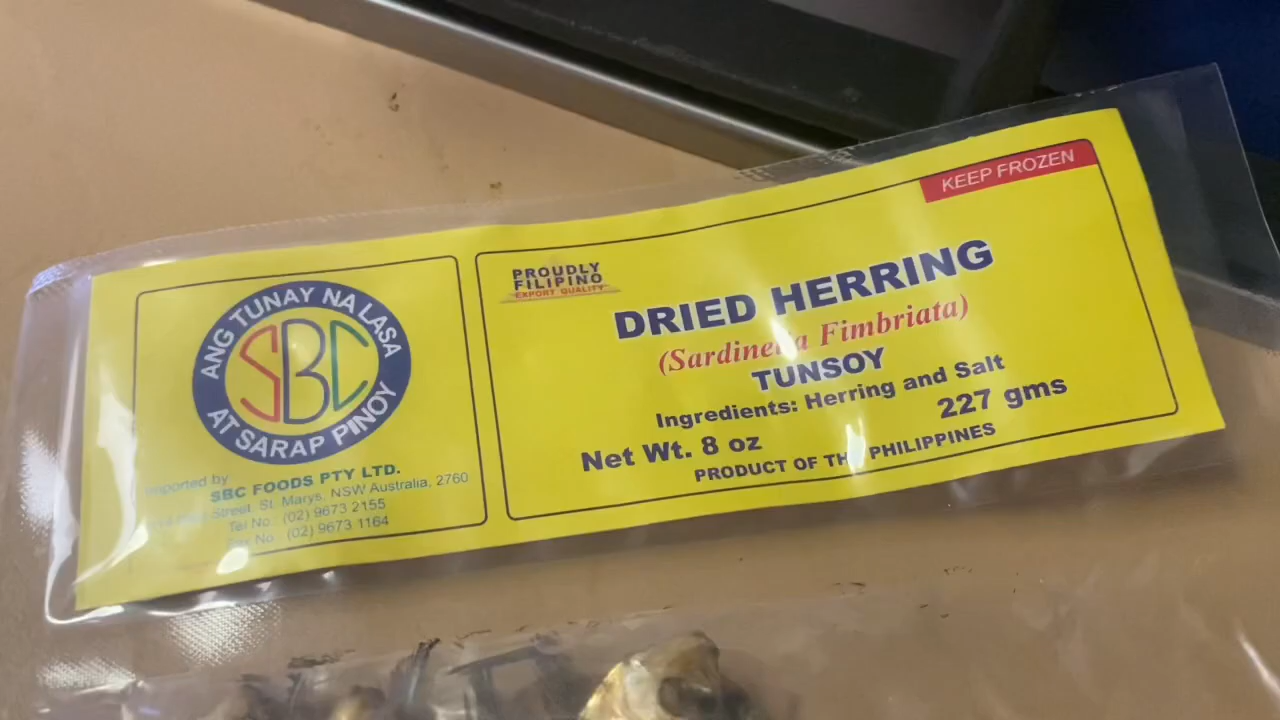 ANG TUNAY NA LASA
SBC
AT SARAP PINOY
Imported by
SBC FOODS PTY LTD.
Street, St. Marys, NSW Australia, 2760
Tel No.: (02) 9673 2155
Fax No.: (02) 9673 1164
KEEP FROZEN
PROUDLY
FILIPINO
EXPORT QUALITY
DRIED HERRING
(Sardinella Fimbriata)
TUNSOY
Ingredients: Herring and Salt
Net Wt. 8 oz 227 gms
PRODUCT OF THE PHILIPPINES